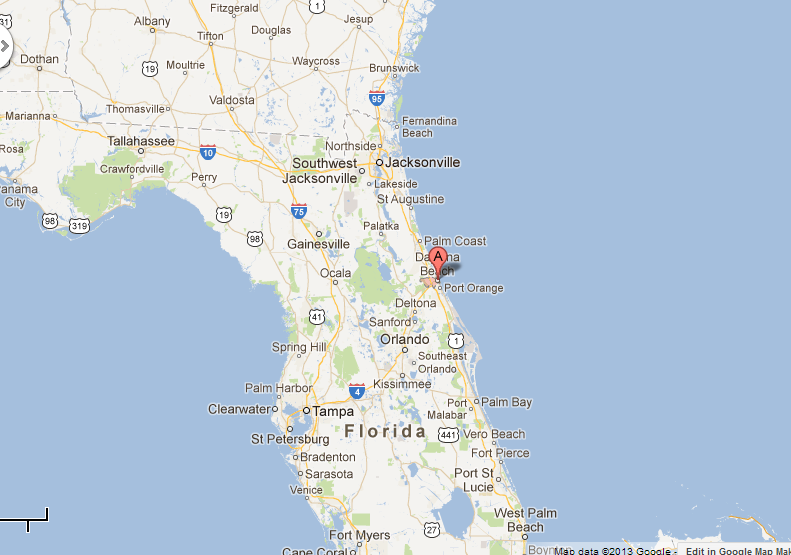 Fitzgerald
Jesup
1
31
Albany
Douglas
Tifton
Dothan
19
Moultrie
Waycross
Brunswick
95
Valdosta
Thomasville
Marianna
Fernandina
Beach
Tallahassee
Northside
Rosa
10
Southwest
Jacksonville
Jacksonville
Crawfordville
Perry
Lakeside
anama
City
St Augustine
98
319
19
75
Palatka
98
Gainesville
Palm Coast
A
Ocala
Beach
Port Orange
Deltona
41
Sanford
Orlando
1
Spring Hill
Southeast
Orlando
Kissimmee
4
Palm Harbor
Clearwater
Tampa
Port
Malabar
Palm Bay
Florida
441
St Petersburg
Vero Beach
Bradenton
Fort Pierce
Sarasota
Port St
Lucie
Venice
West Palm
Beach
27
Fort Myers
Cape Coral
Boyn
Map data ©2013 Google -
Edit in Google Map Mak